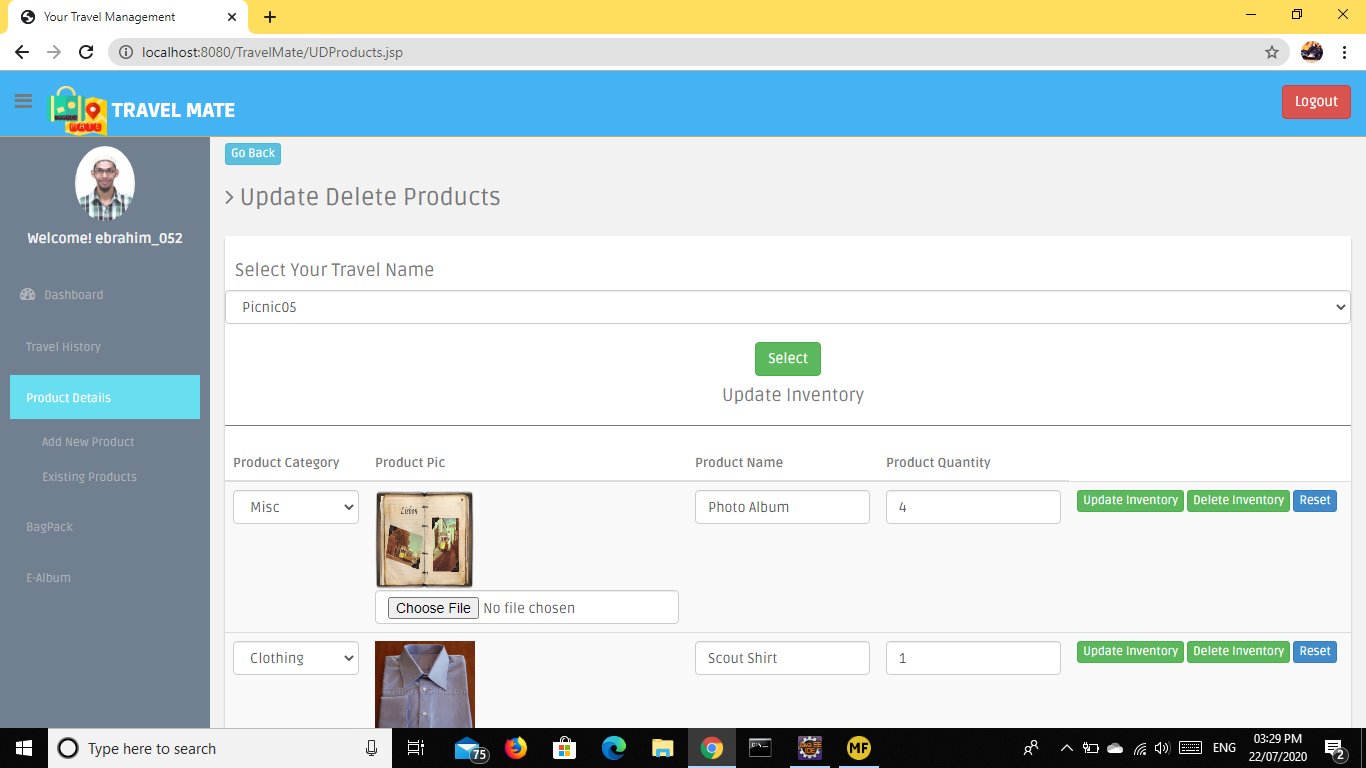 Your Travel Management
localhost:8080/TravelMate/UDProducts.jsp
TRAVEL MATE
Logout
Welcome! ebrahim_052
Dashboard
Travel History
Product Details
Add New Product
Existing Products
BagPack
E-Album
Go Back
Update Delete Products
Select Your Travel Name
Picnic05
Select
Update Inventory
Product Category Product Pic Product Name Product Quantity
Misc Photo Album 4 Update Inventory Delete Inventory Reset
Lisbon
Choose File No file chosen
Clothing Scout Shirt 1 Update Inventory Delete Inventory Reset
Type here to search
75
MF
ENG
03:29 PM
22/07/2020
2